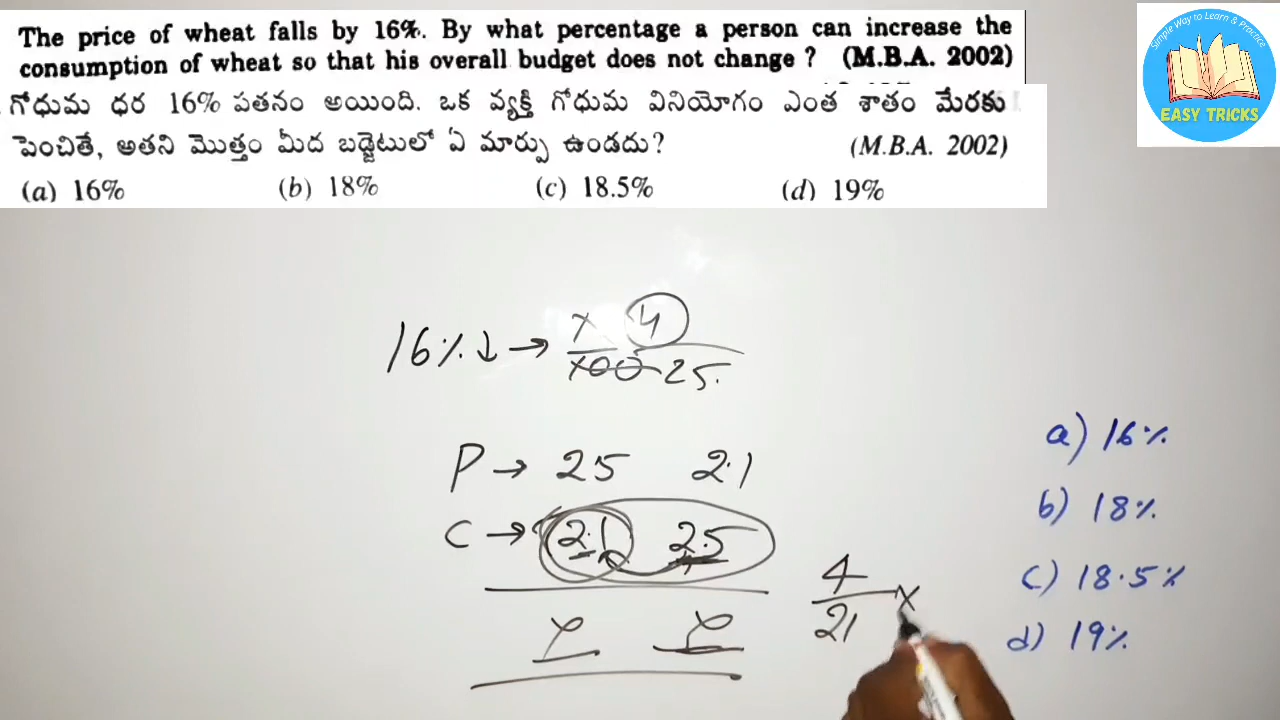 The price of wheat falls by 16%. By what percentage a person can increase the
consumption of wheat so that his overall budget does not change ? (M.B.A. 2002)
గోధుమ ధర 16% పతనం అయింది. ఒక వ్యక్తి గోధుమ వినియోగం ఎంత శాతం మేరకు
పెంచితే, అతని మొత్తం మీద బడ్జెటులో ఏ మార్పు ఉండదు? (M.B.A. 2002)
(a) 16% (b) 18% (c) 18.5% (d) 19%
Simple Way to Learn & Practice
EASY TRICKS
16% ↓ → 4
100 25.
P → 25 21
C → 21 25
4
21 ×
a) 16%
b) 18%
c) 18.5%
d) 19%